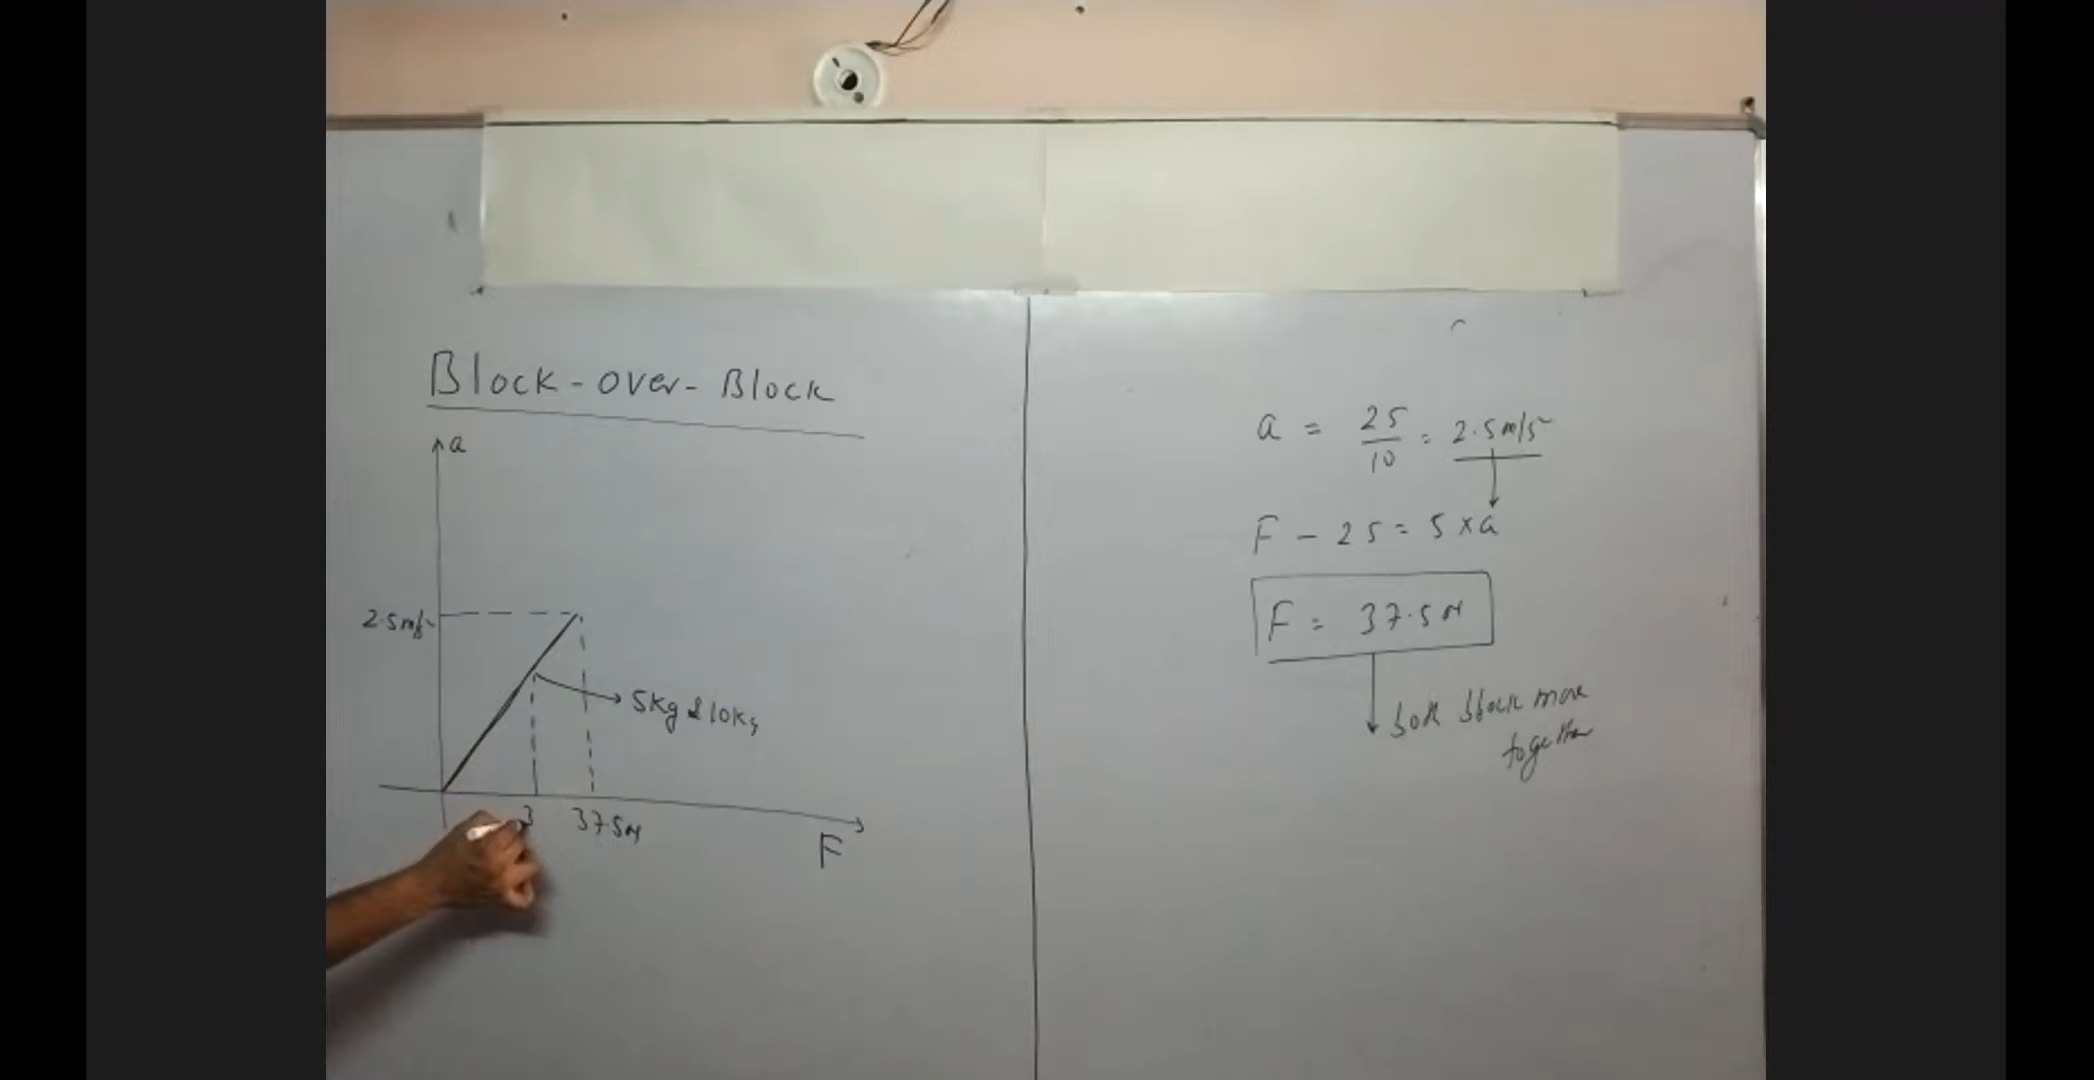 Block-over-Block
a
2.5m/s²
5kg & 10kg
3
37.5N
F
a = 25/10 = 2.5m/s²
F - 25 = 5 × a
F = 37.5N
both block move
together